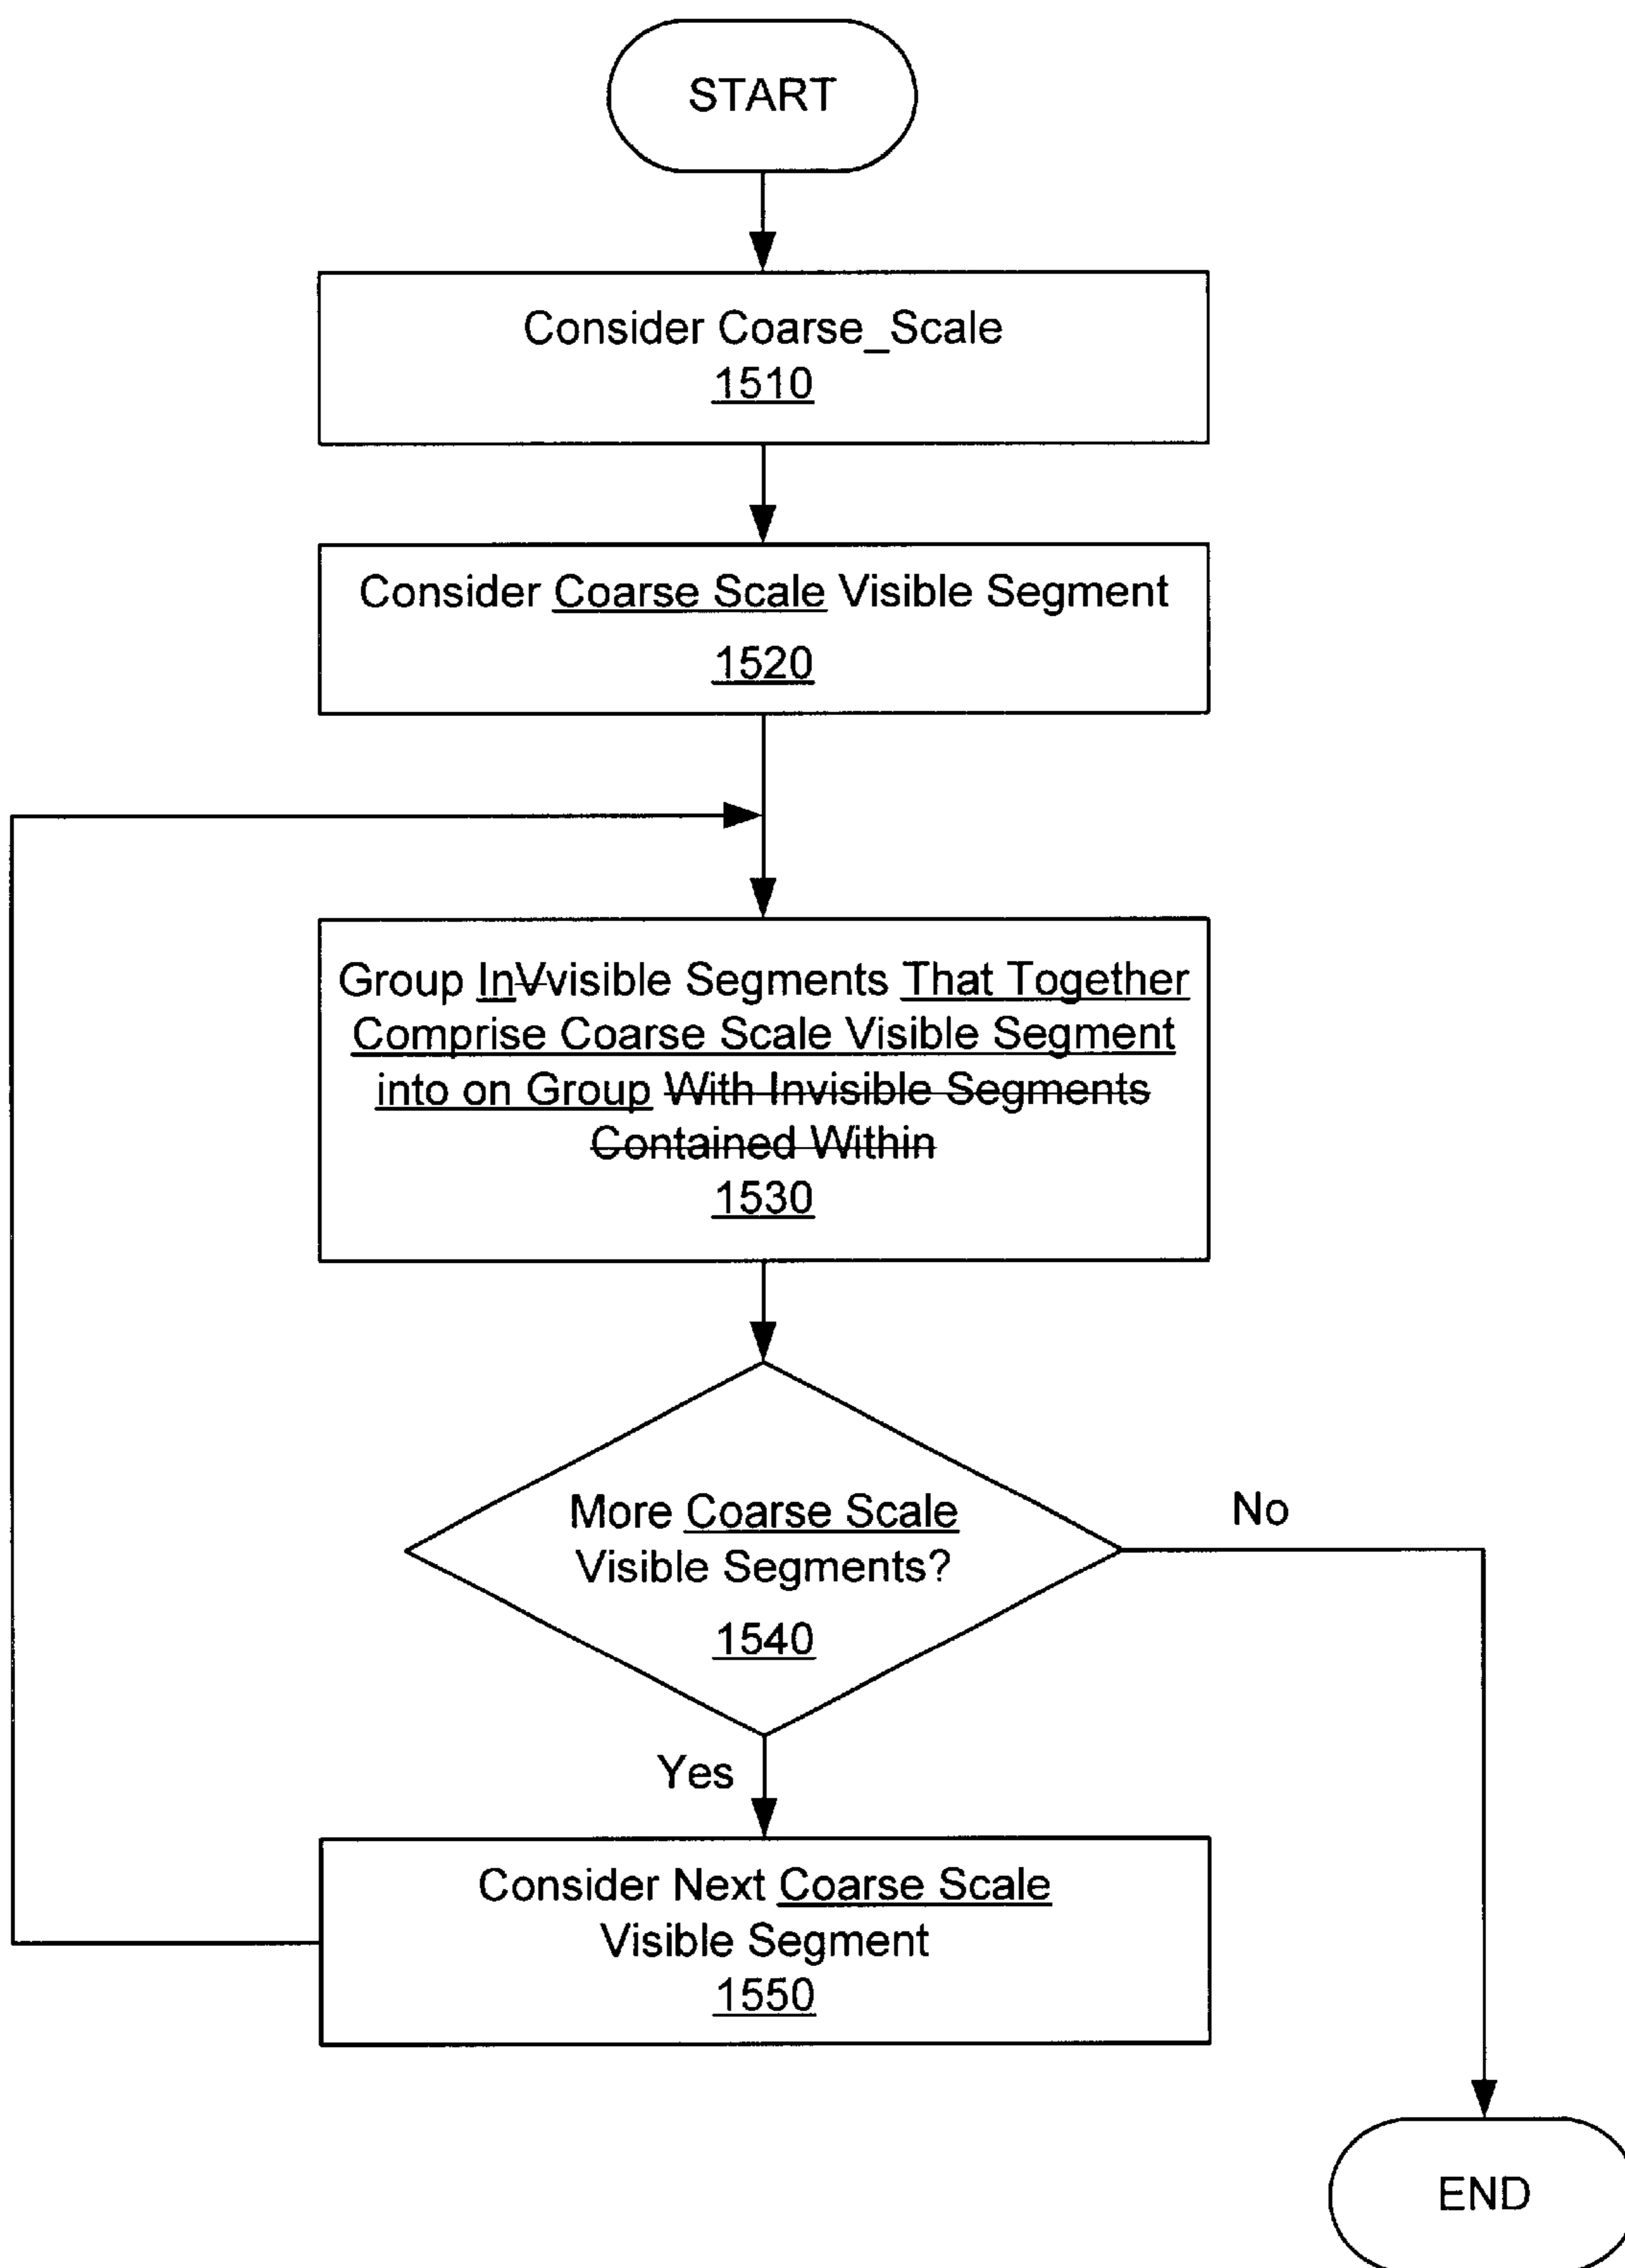 START
Consider Coarse_Scale
1510
Consider Coarse Scale Visible Segment
1520
Group InVvisible Segments That Together
Comprise Coarse Scale Visible Segment
into on Group With Invisible Segments
Contained Within
1530
More Coarse Scale
Visible Segments?
1540
No
Yes
Consider Next Coarse Scale
Visible Segment
1550
END